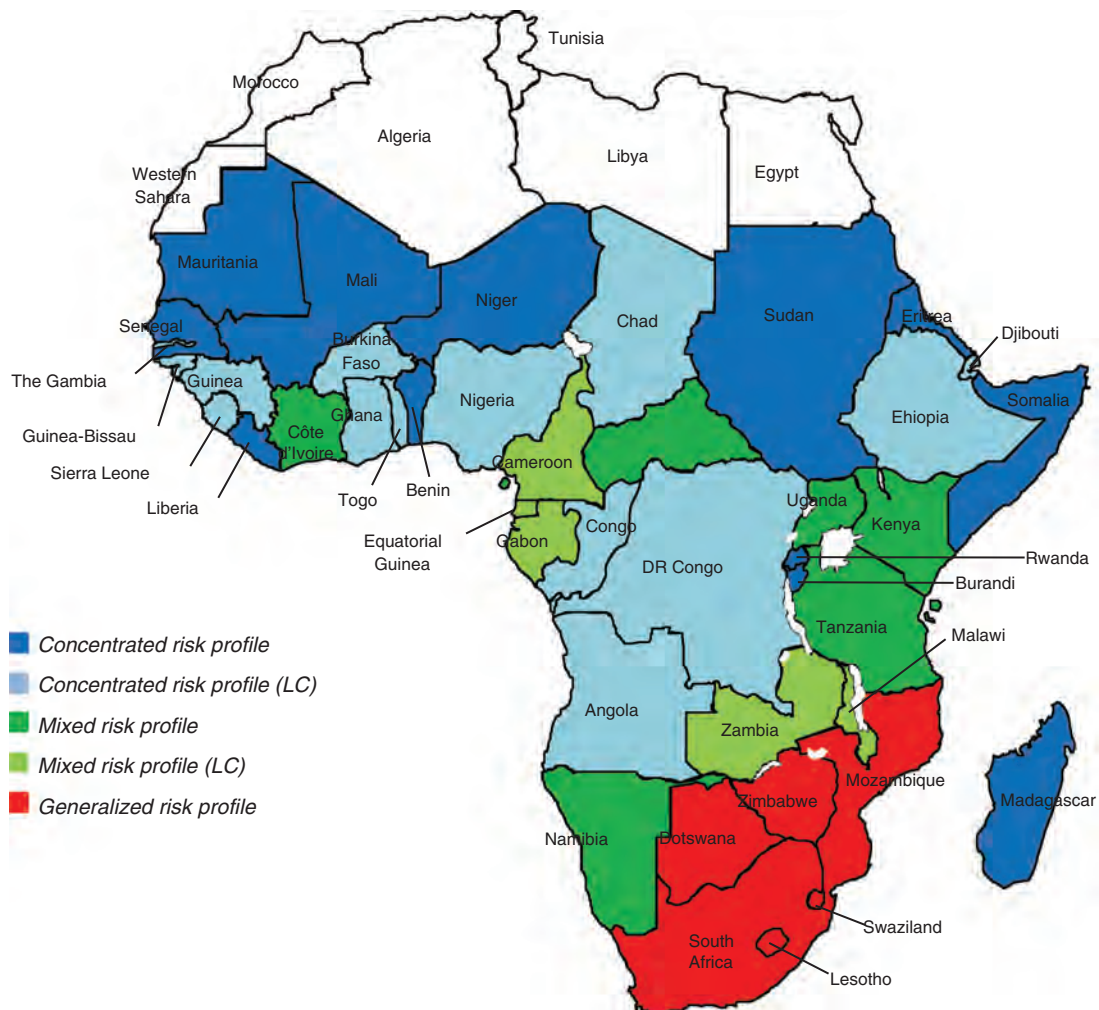 Tunisia
Morocco
Algeria
Libya
Egypt
Western
Sahara
Mauritania
Mali
Niger
Chad
Sudan
Eritrea
Djibouti
Senegal
The Gambia
Burkina
Faso
Guinea
Guinea-Bissau
Sierra Leone
Liberia
Côte
d'Ivoire
Ghana
Togo
Benin
Nigeria
Cameroon
Ethiopia
Somalia
Equatorial
Guinea
Gabon
Congo
DR Congo
Uganda
Kenya
Rwanda
Burandi
Tanzania
Malawi
Angola
Zambia
Mozambique
Zimbabwe
Madagascar
Namibia
Botswana
Swaziland
South
Africa
Lesotho
Concentrated risk profile
Concentrated risk profile (LC)
Mixed risk profile
Mixed risk profile (LC)
Generalized risk profile